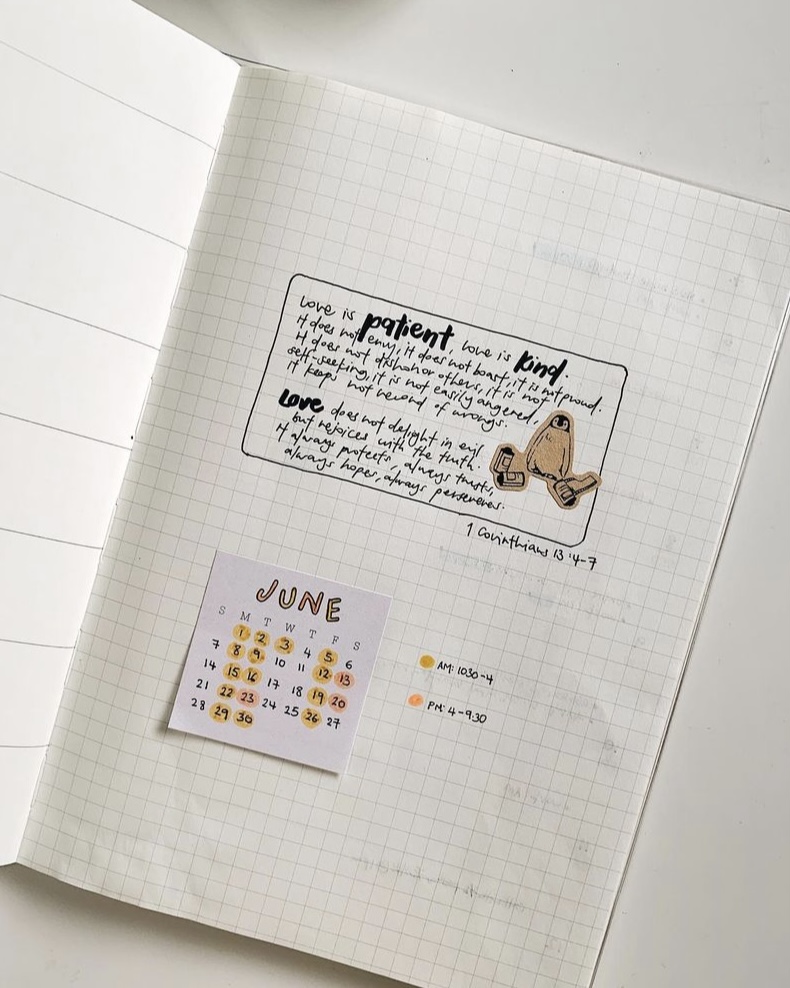 Love is patient, love is kind.
It does not envy, it does not boast, it is not proud.
It does not dishonor others, it is not
self-seeking, it is not easily angered,
it keeps not record of wrongs.
Love does not delight in evil
but rejoices with the truth.
It always protects, always trusts,
always hopes, always perseveres.
1 Corinthians 13:4-7
JUNE
S M T W T F S
1 2 3 4 5 6
7 8 9 10 11 12 13
14 15 16 17 18 19 20
21 22 23 24 25 26 27
28 29 30
AM: 1030-4
PM: 4-9:30